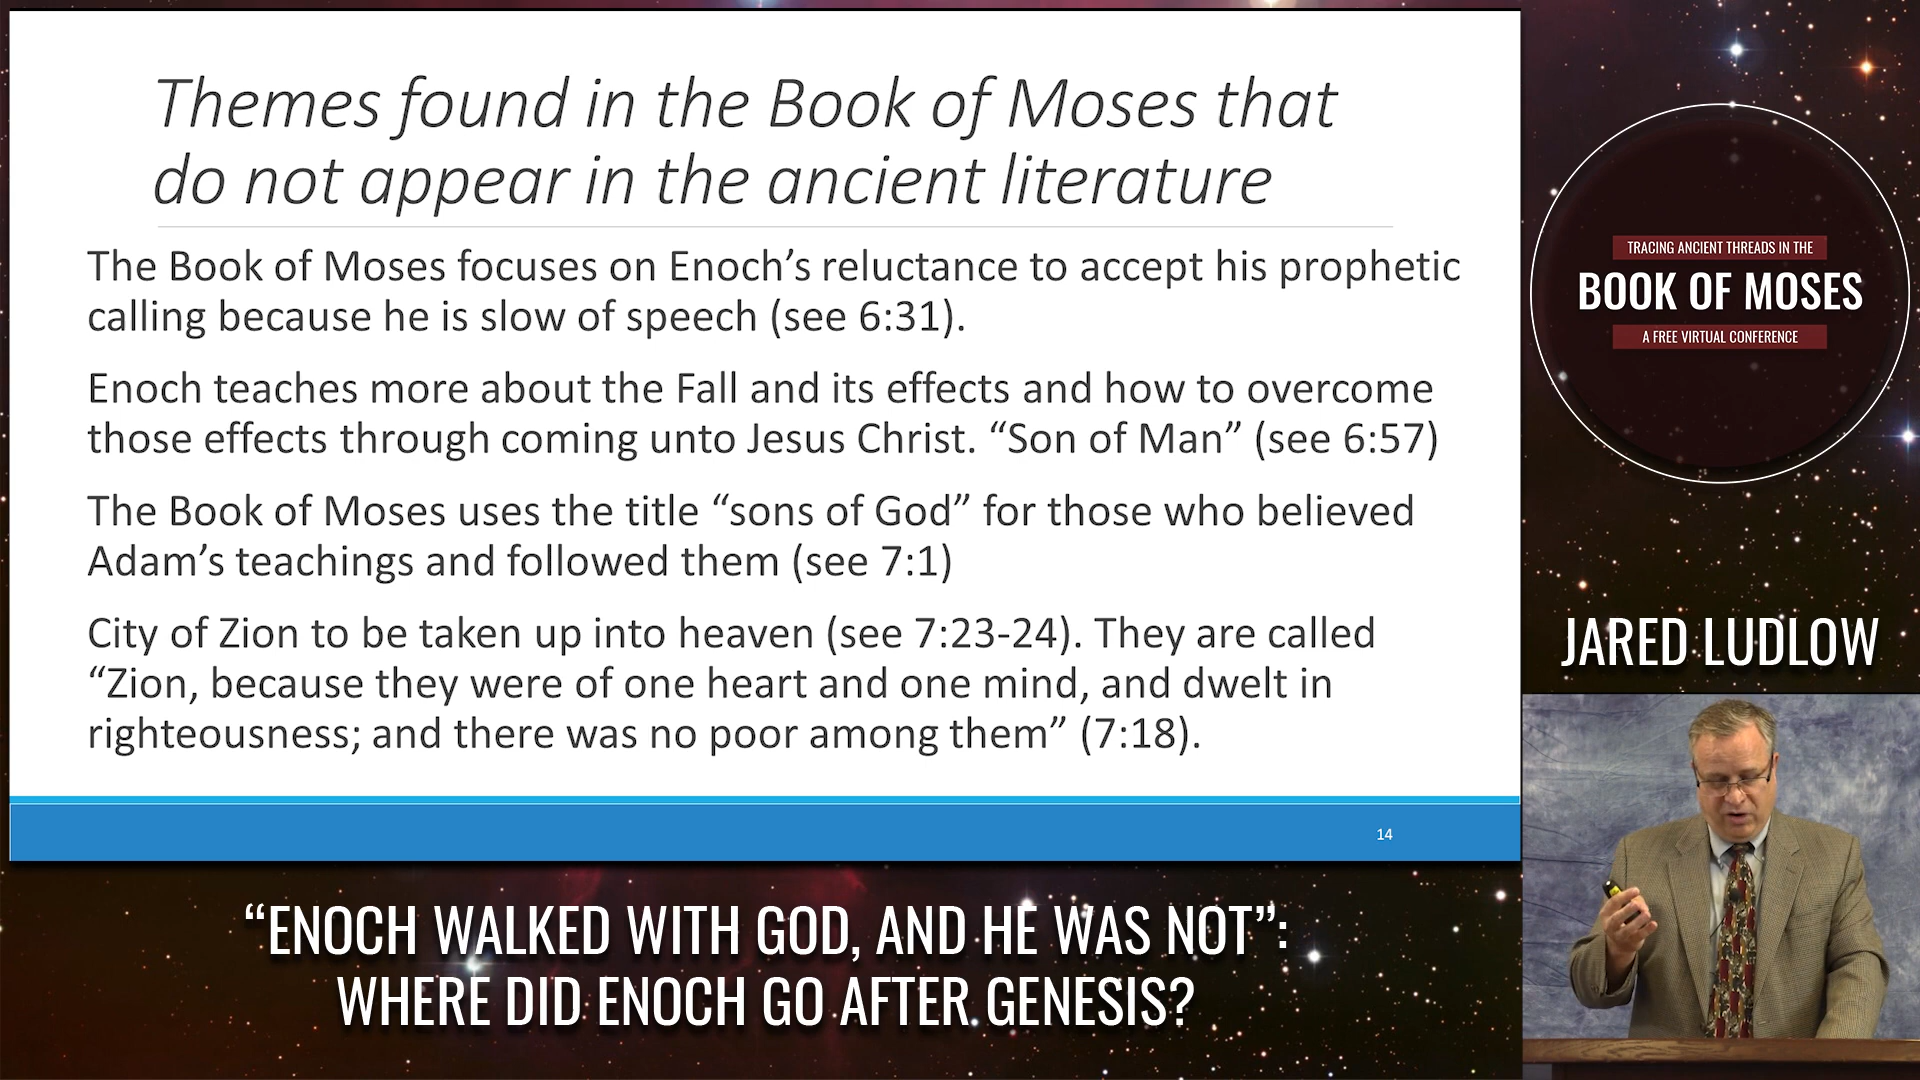 Themes found in the Book of Moses that
do not appear in the ancient literature
The Book of Moses focuses on Enoch’s reluctance to accept his prophetic
calling because he is slow of speech (see 6:31).
Enoch teaches more about the Fall and its effects and how to overcome
those effects through coming unto Jesus Christ. “Son of Man” (see 6:57)
The Book of Moses uses the title “sons of God” for those who believed
Adam’s teachings and followed them (see 7:1)
City of Zion to be taken up into heaven (see 7:23-24). They are called
“Zion, because they were of one heart and one mind, and dwelt in
righteousness; and there was no poor among them” (7:18).
14
TRACING ANCIENT THREADS IN THE
BOOK OF MOSES
A FREE VIRTUAL CONFERENCE
JARED LUDLOW
“ENOCH WALKED WITH GOD, AND HE WAS NOT”:
WHERE DID ENOCH GO AFTER GENESIS?